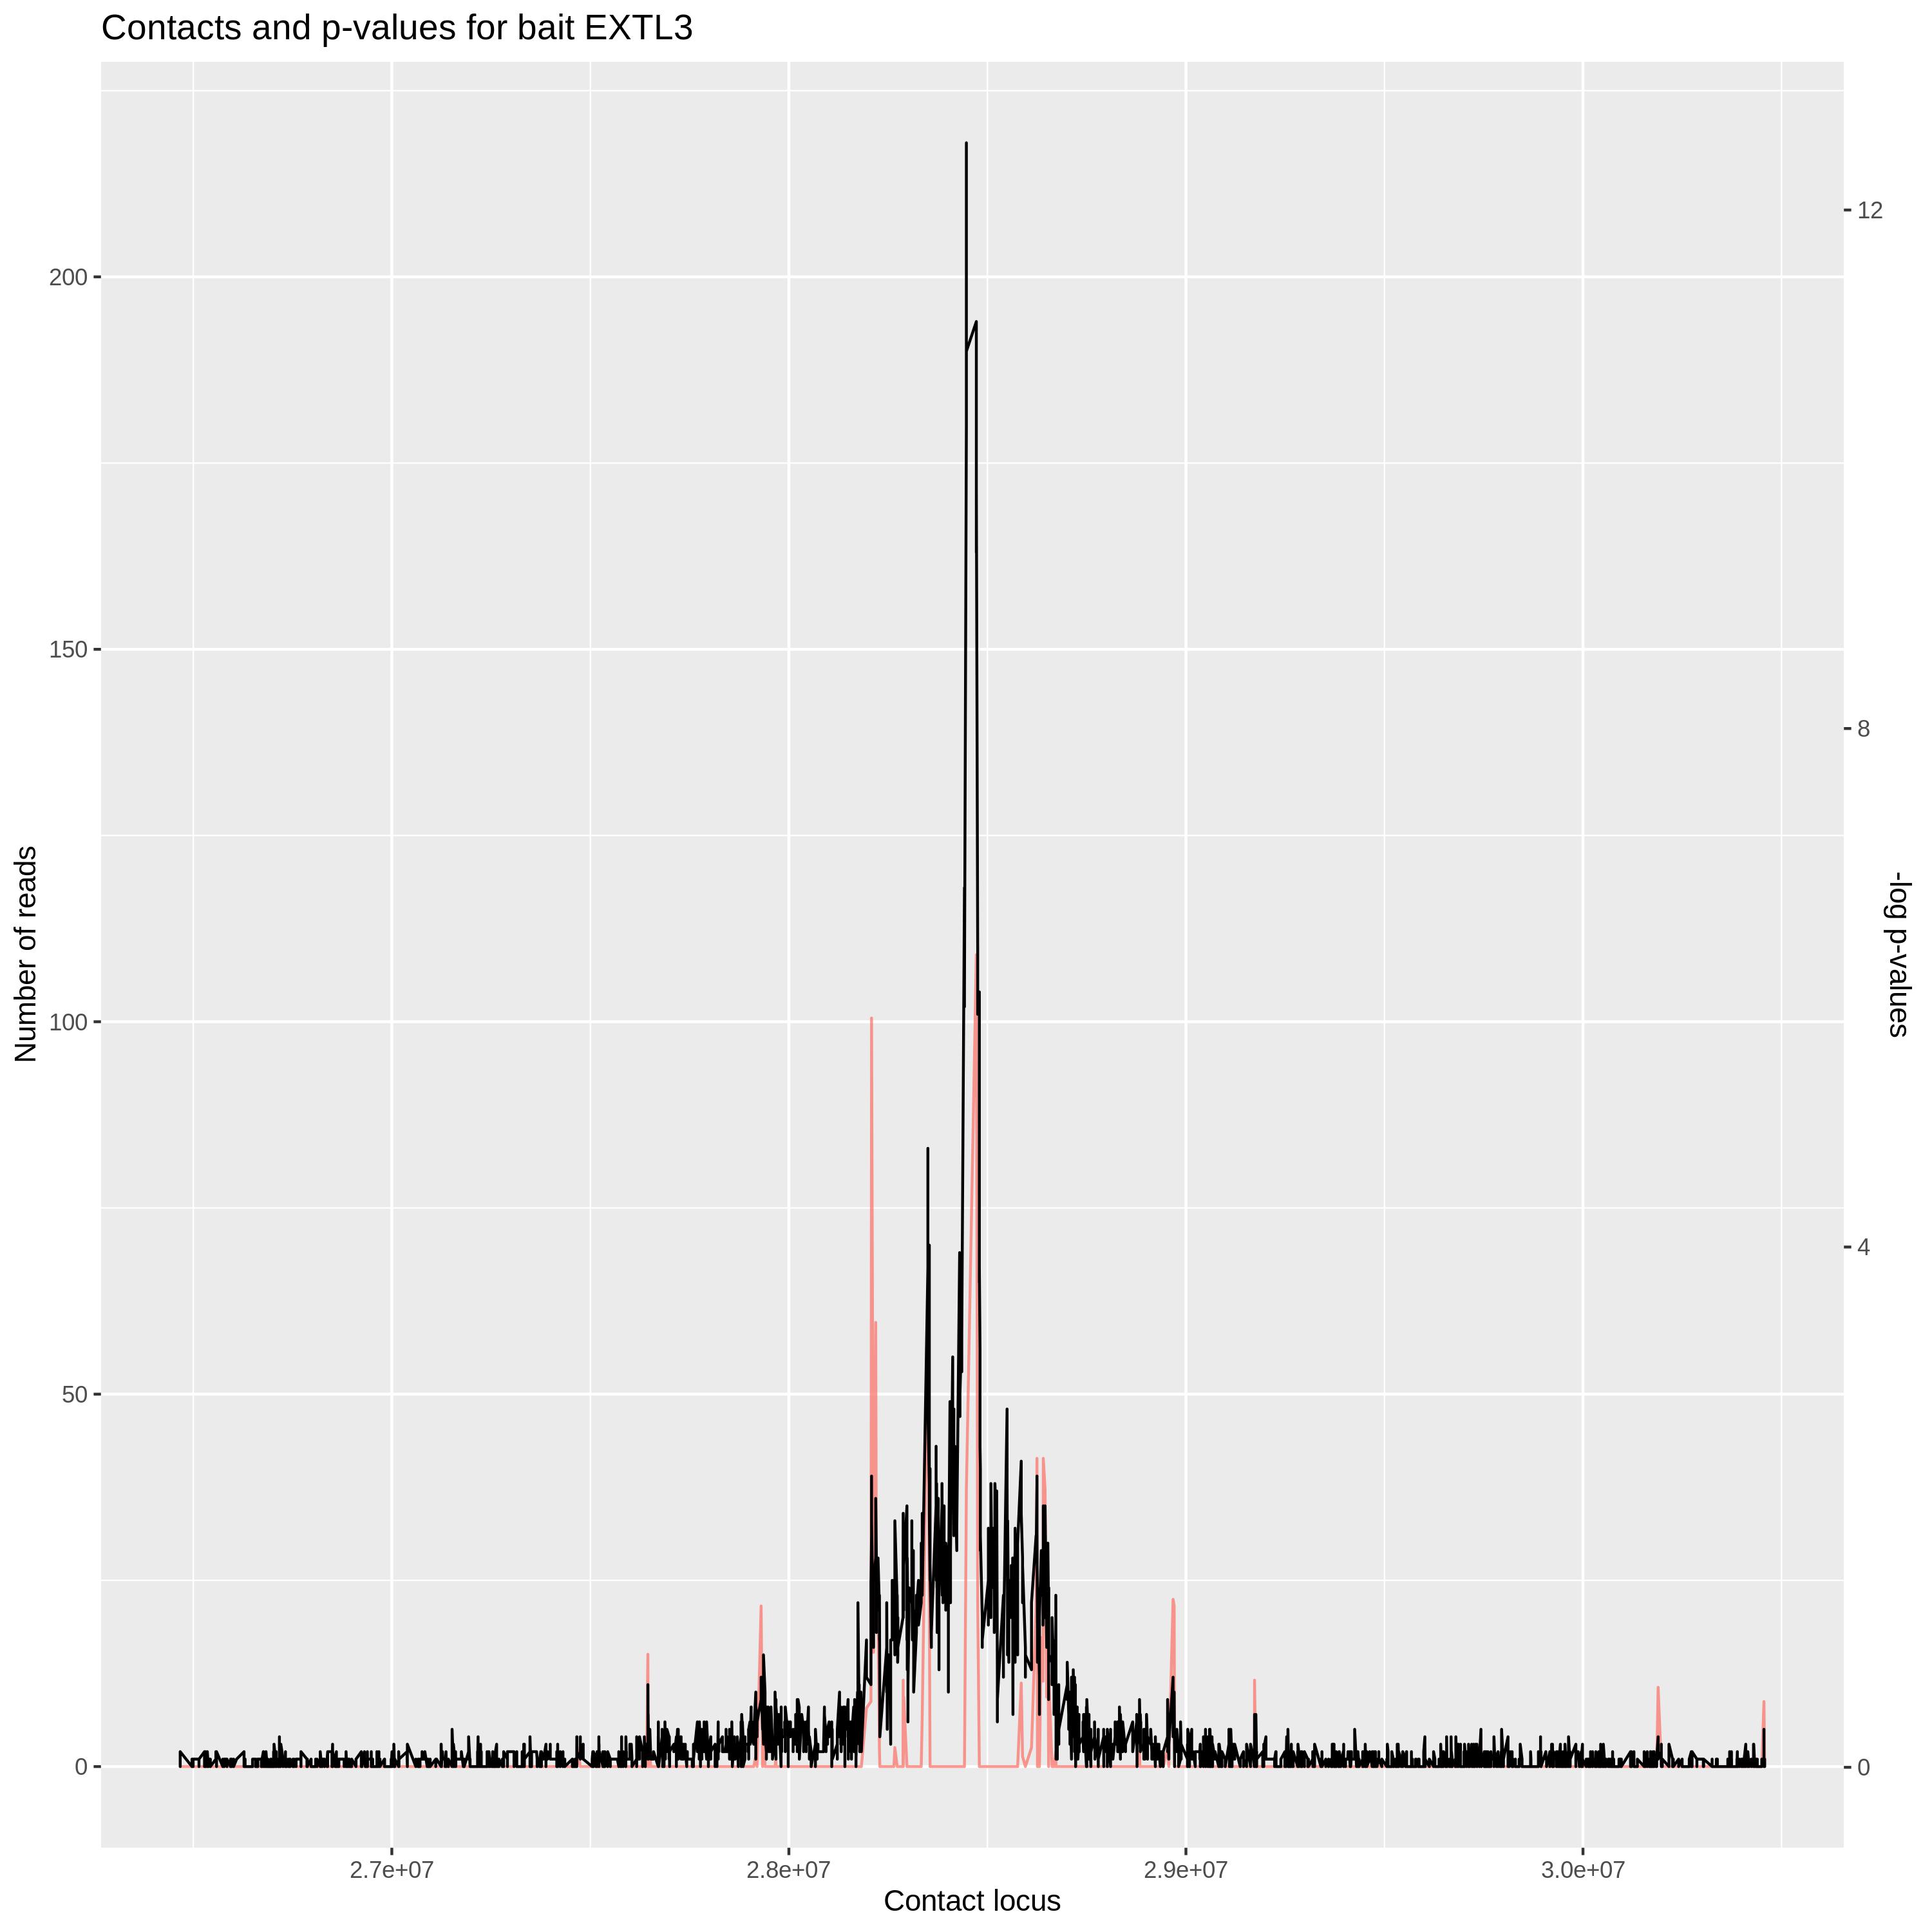 Contacts and p-values for bait EXTL3
200
150
100
50
0
12
8
4
0
2.7e+07
2.8e+07
2.9e+07
3.0e+07
Contact locus
Number of reads
-log p-values